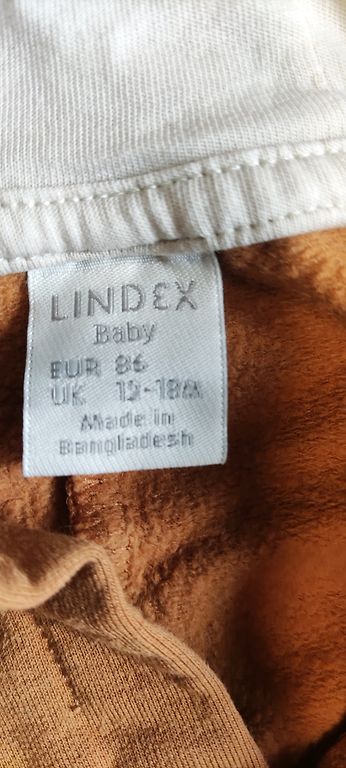 LINDEX
Baby
EUR 86
UK 12-18M
Made in
Bangladesh